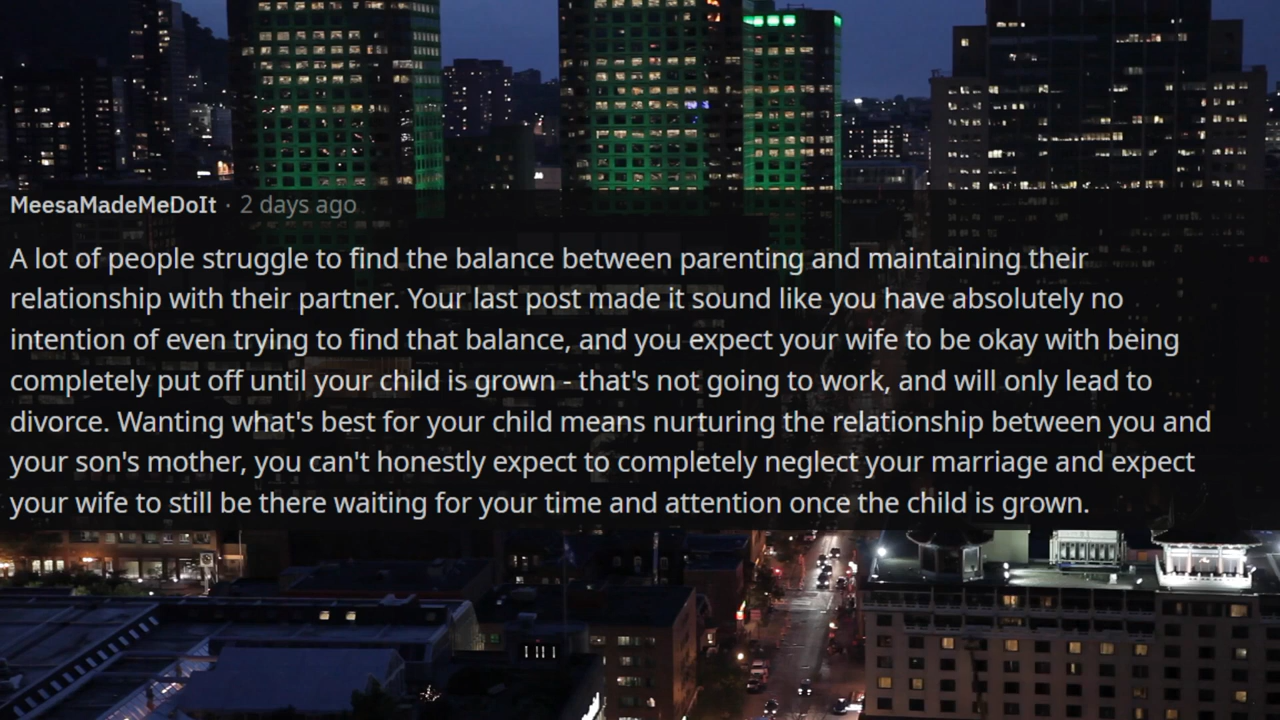 MeesaMadeMeDoIt · 2 days ago
A lot of people struggle to find the balance between parenting and maintaining their
relationship with their partner. Your last post made it sound like you have absolutely no
intention of even trying to find that balance, and you expect your wife to be okay with being
completely put off until your child is grown - that's not going to work, and will only lead to
divorce. Wanting what's best for your child means nurturing the relationship between you and
your son's mother, you can't honestly expect to completely neglect your marriage and expect
your wife to still be there waiting for your time and attention once the child is grown.